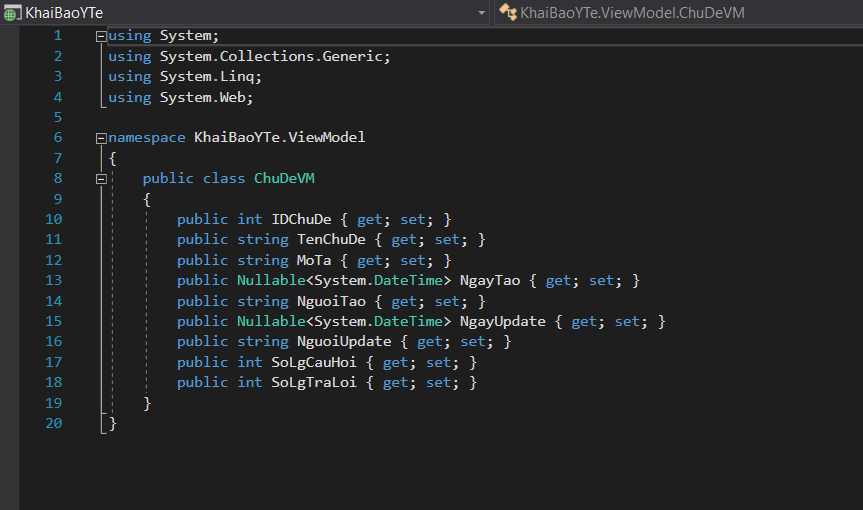 KhaiBaoYTe
KhaiBaoYTe.ViewModel.ChuDeVM
1 using System;
2 using System.Collections.Generic;
3 using System.Linq;
4 using System.Web;
5
6 namespace KhaiBaoYTe.ViewModel
7 {
8 public class ChuDeVM
9 {
10 public int IDChuDe { get; set; }
11 public string TenChuDe { get; set; }
12 public string MoTa { get; set; }
13 public Nullable<System.DateTime> NgayTao { get; set; }
14 public string NguoiTao { get; set; }
15 public Nullable<System.DateTime> NgayUpdate { get; set; }
16 public string NguoiUpdate { get; set; }
17 public int SoLgCauHoi { get; set; }
18 public int SoLgTraLoi { get; set; }
19 }
20 }